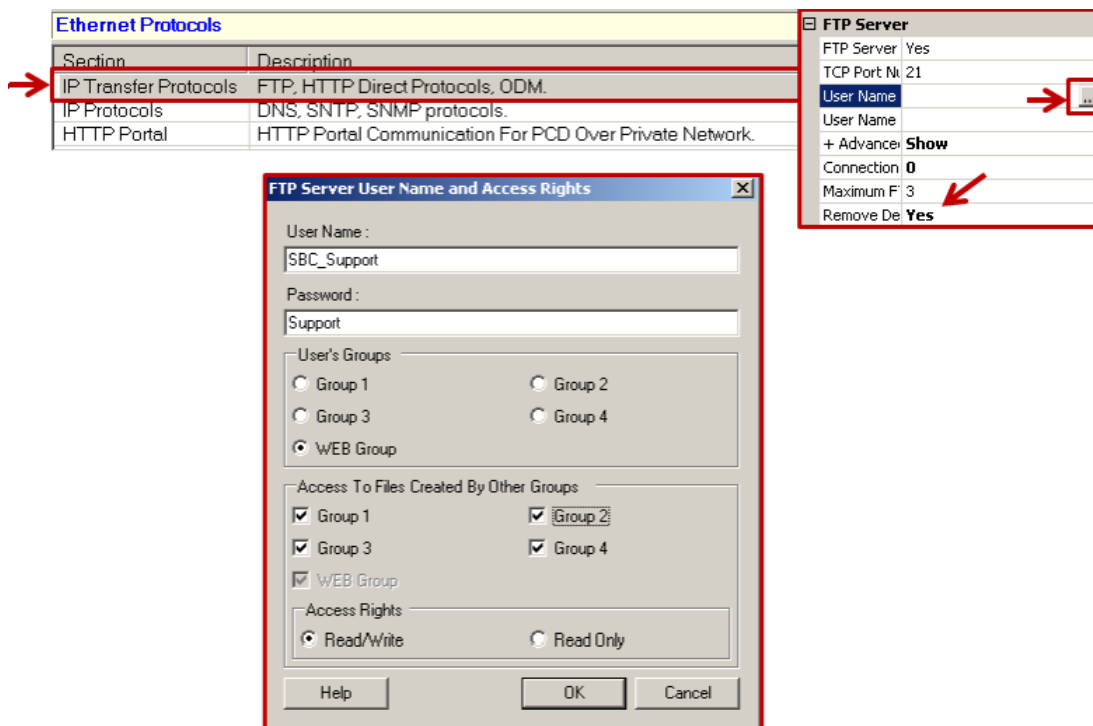 Ethernet Protocols
Section Description
IP Transfer Protocols FTP, HTTP Direct Protocols, ODM.
IP Protocols DNS, SNTP, SNMP protocols.
HTTP Portal HTTP Portal Communication For PCD Over Private Network.
FTP Server
FTP Server Yes
TCP Port Nu 21
User Name ...
User Name
+ Advance Show
Connection 0
Maximum F 3
Remove De Yes
FTP Server User Name and Access Rights
User Name :
SBC_Support
Password :
Support
User's Groups
Group 1 Group 2
Group 3 Group 4
WEB Group
Access To Files Created By Other Groups
Group 1 Group 2
Group 3 Group 4
WEB Group
Access Rights
Read/Write Read Only
Help OK Cancel